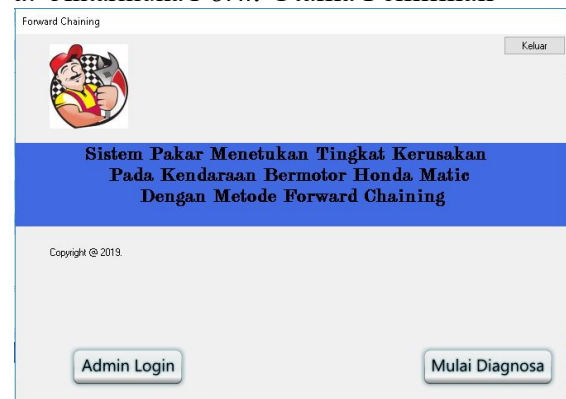 Forward Chaining
Keluar
Sistem Pakar Menetukan Tingkat Kerusakan
Pada Kendaraan Bermotor Honda Matic
Dengan Metode Forward Chaining
Copyright @ 2019.
Admin Login
Mulai Diagnosa